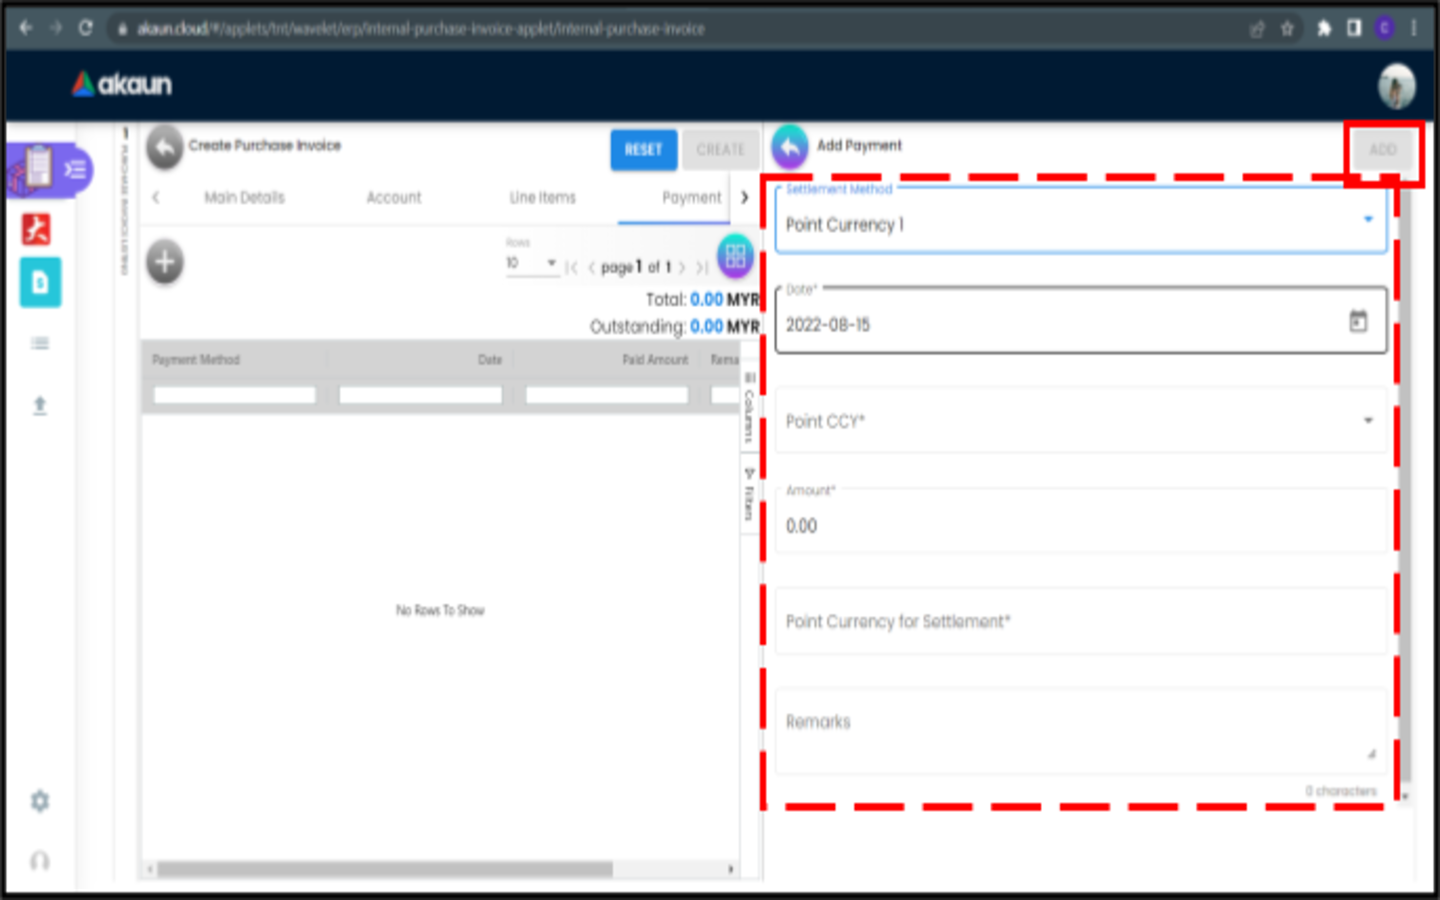 akaun.cloud/#/applets/tnt/wavelet/erp/internal-purchase-invoice-applet/internal-purchase-invoice
C
akaun
Create Purchase Invoice
RESET
CREATE
Main Details
Account
Line Items
Payment
Rows
10
page 1 of 1
Total: 0.00 MYR
Outstanding: 0.00 MYR
Payment Method
Date
Paid Amount
Rema
Columns
Filters
No Rows To Show
Add Payment
ADD
Settlement Method
Point Currency 1
Date*
2022-08-15
Point CCY*
Amount*
0.00
Point Currency for Settlement*
Remarks
0 characters